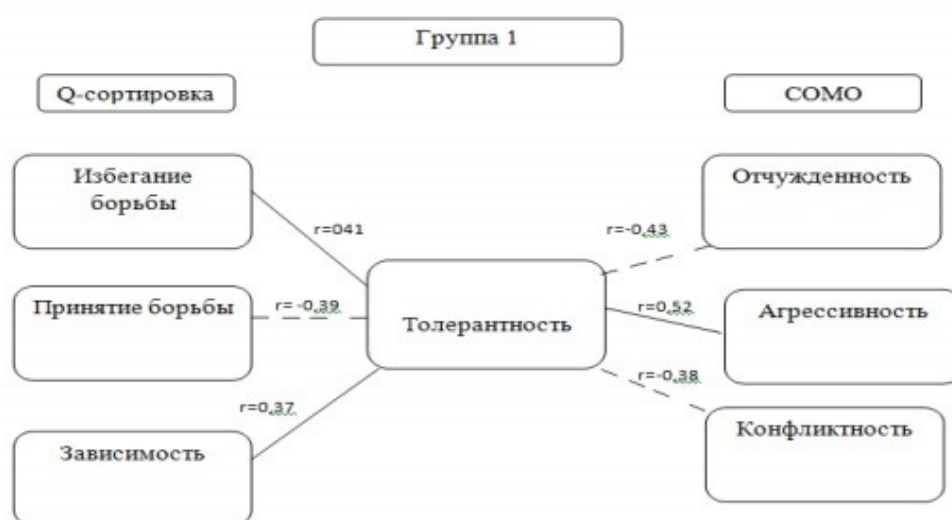 Группа 1
Q-сортировка
СОМО
Избегание
борьбы
Отчужденность
r=041
r=-0,43
Принятие борьбы
r= -0,39
Толерантность
r=0,52
Агрессивность
r=0,37
r=-0,38
Зависимость
Конфликтность